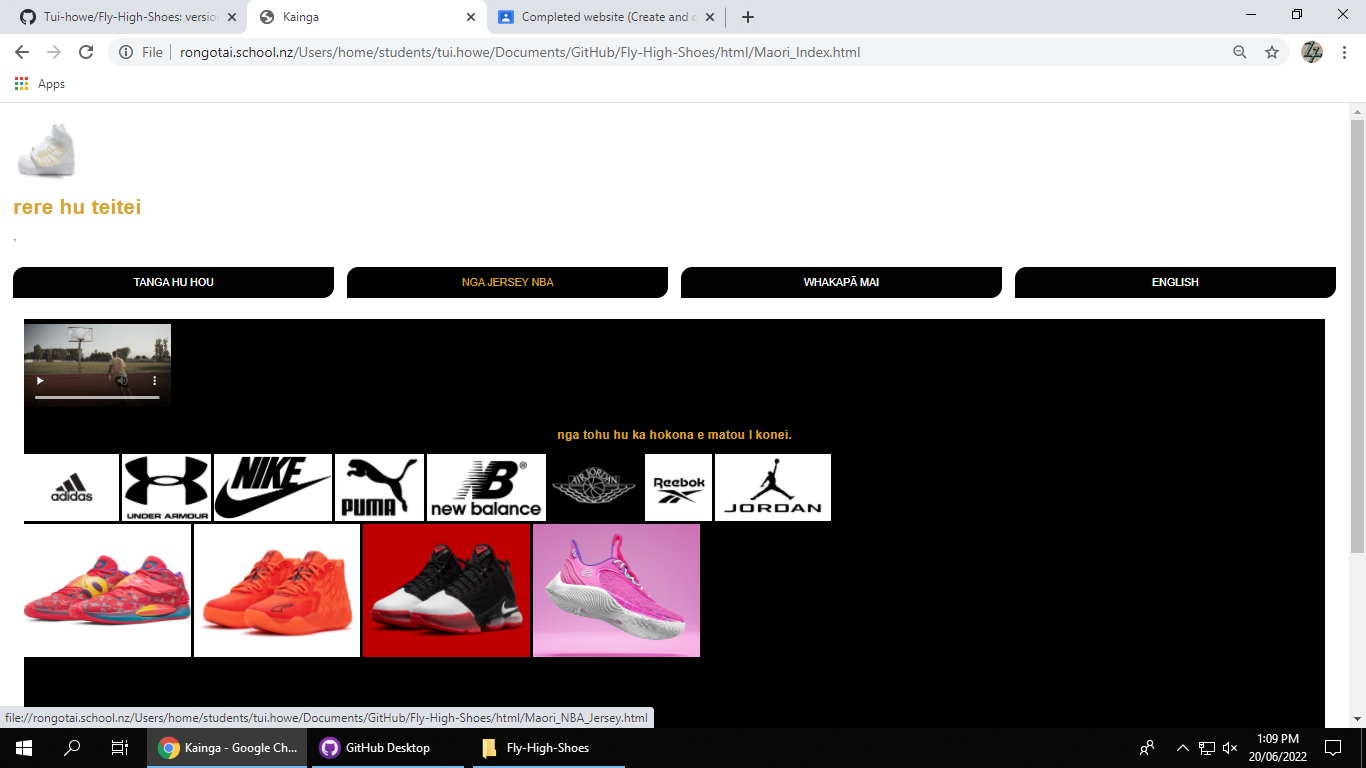 Tui-howe/Fly-High-Shoes: versio
Kainga
Completed website (Create and c
File
rongotai.school.nz/Users/home/students/tui.howe/Documents/GitHub/Fly-High-Shoes/html/Maori_Index.html
Apps
rere hu teitei
,
TANGA HU HOU
NGA JERSEY NBA
WHAKAPĀ MAI
ENGLISH
nga tohu hu ka hokona e matou I konei.
adidas
UNDER ARMOUR
NIKE
PUMA
NB
new balance
AIR JORDAN
Reebok
JORDAN
file://rongotai.school.nz/Users/home/students/tui.howe/Documents/GitHub/Fly-High-Shoes/html/Maori_NBA_Jersey.html
Kainga - Google Ch...
GitHub Desktop
Fly-High-Shoes
1:09 PM
20/06/2022